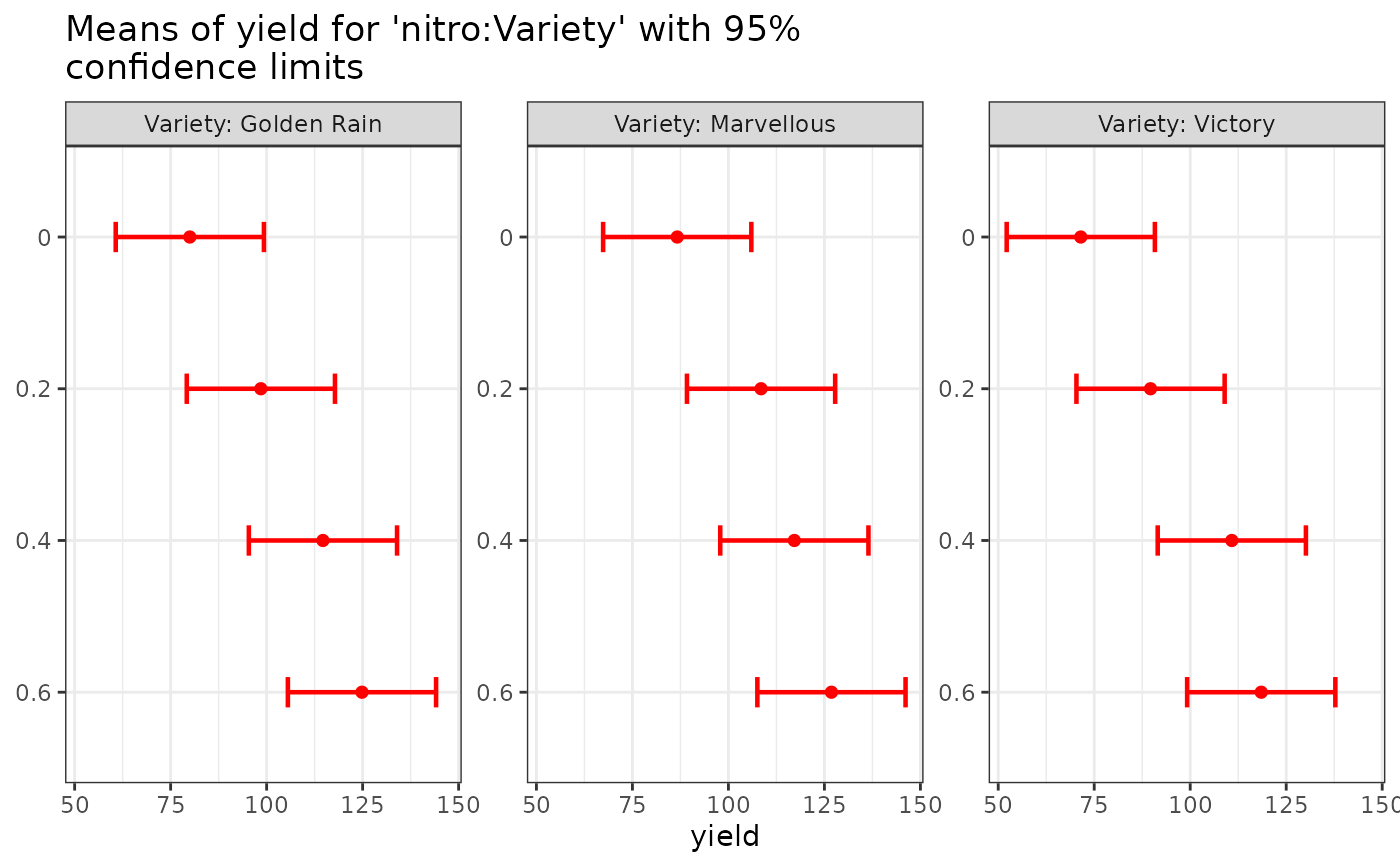 Means of yield for 'nitro:Variety' with 95%
confidence limits
Variety: Golden Rain
Variety: Marvellous
Variety: Victory
0
0.2
0.4
0.6
0
0.2
0.4
0.6
0
0.2
0.4
0.6
50 75 100 125 150
50 75 100 125 150
50 75 100 125 150
yield